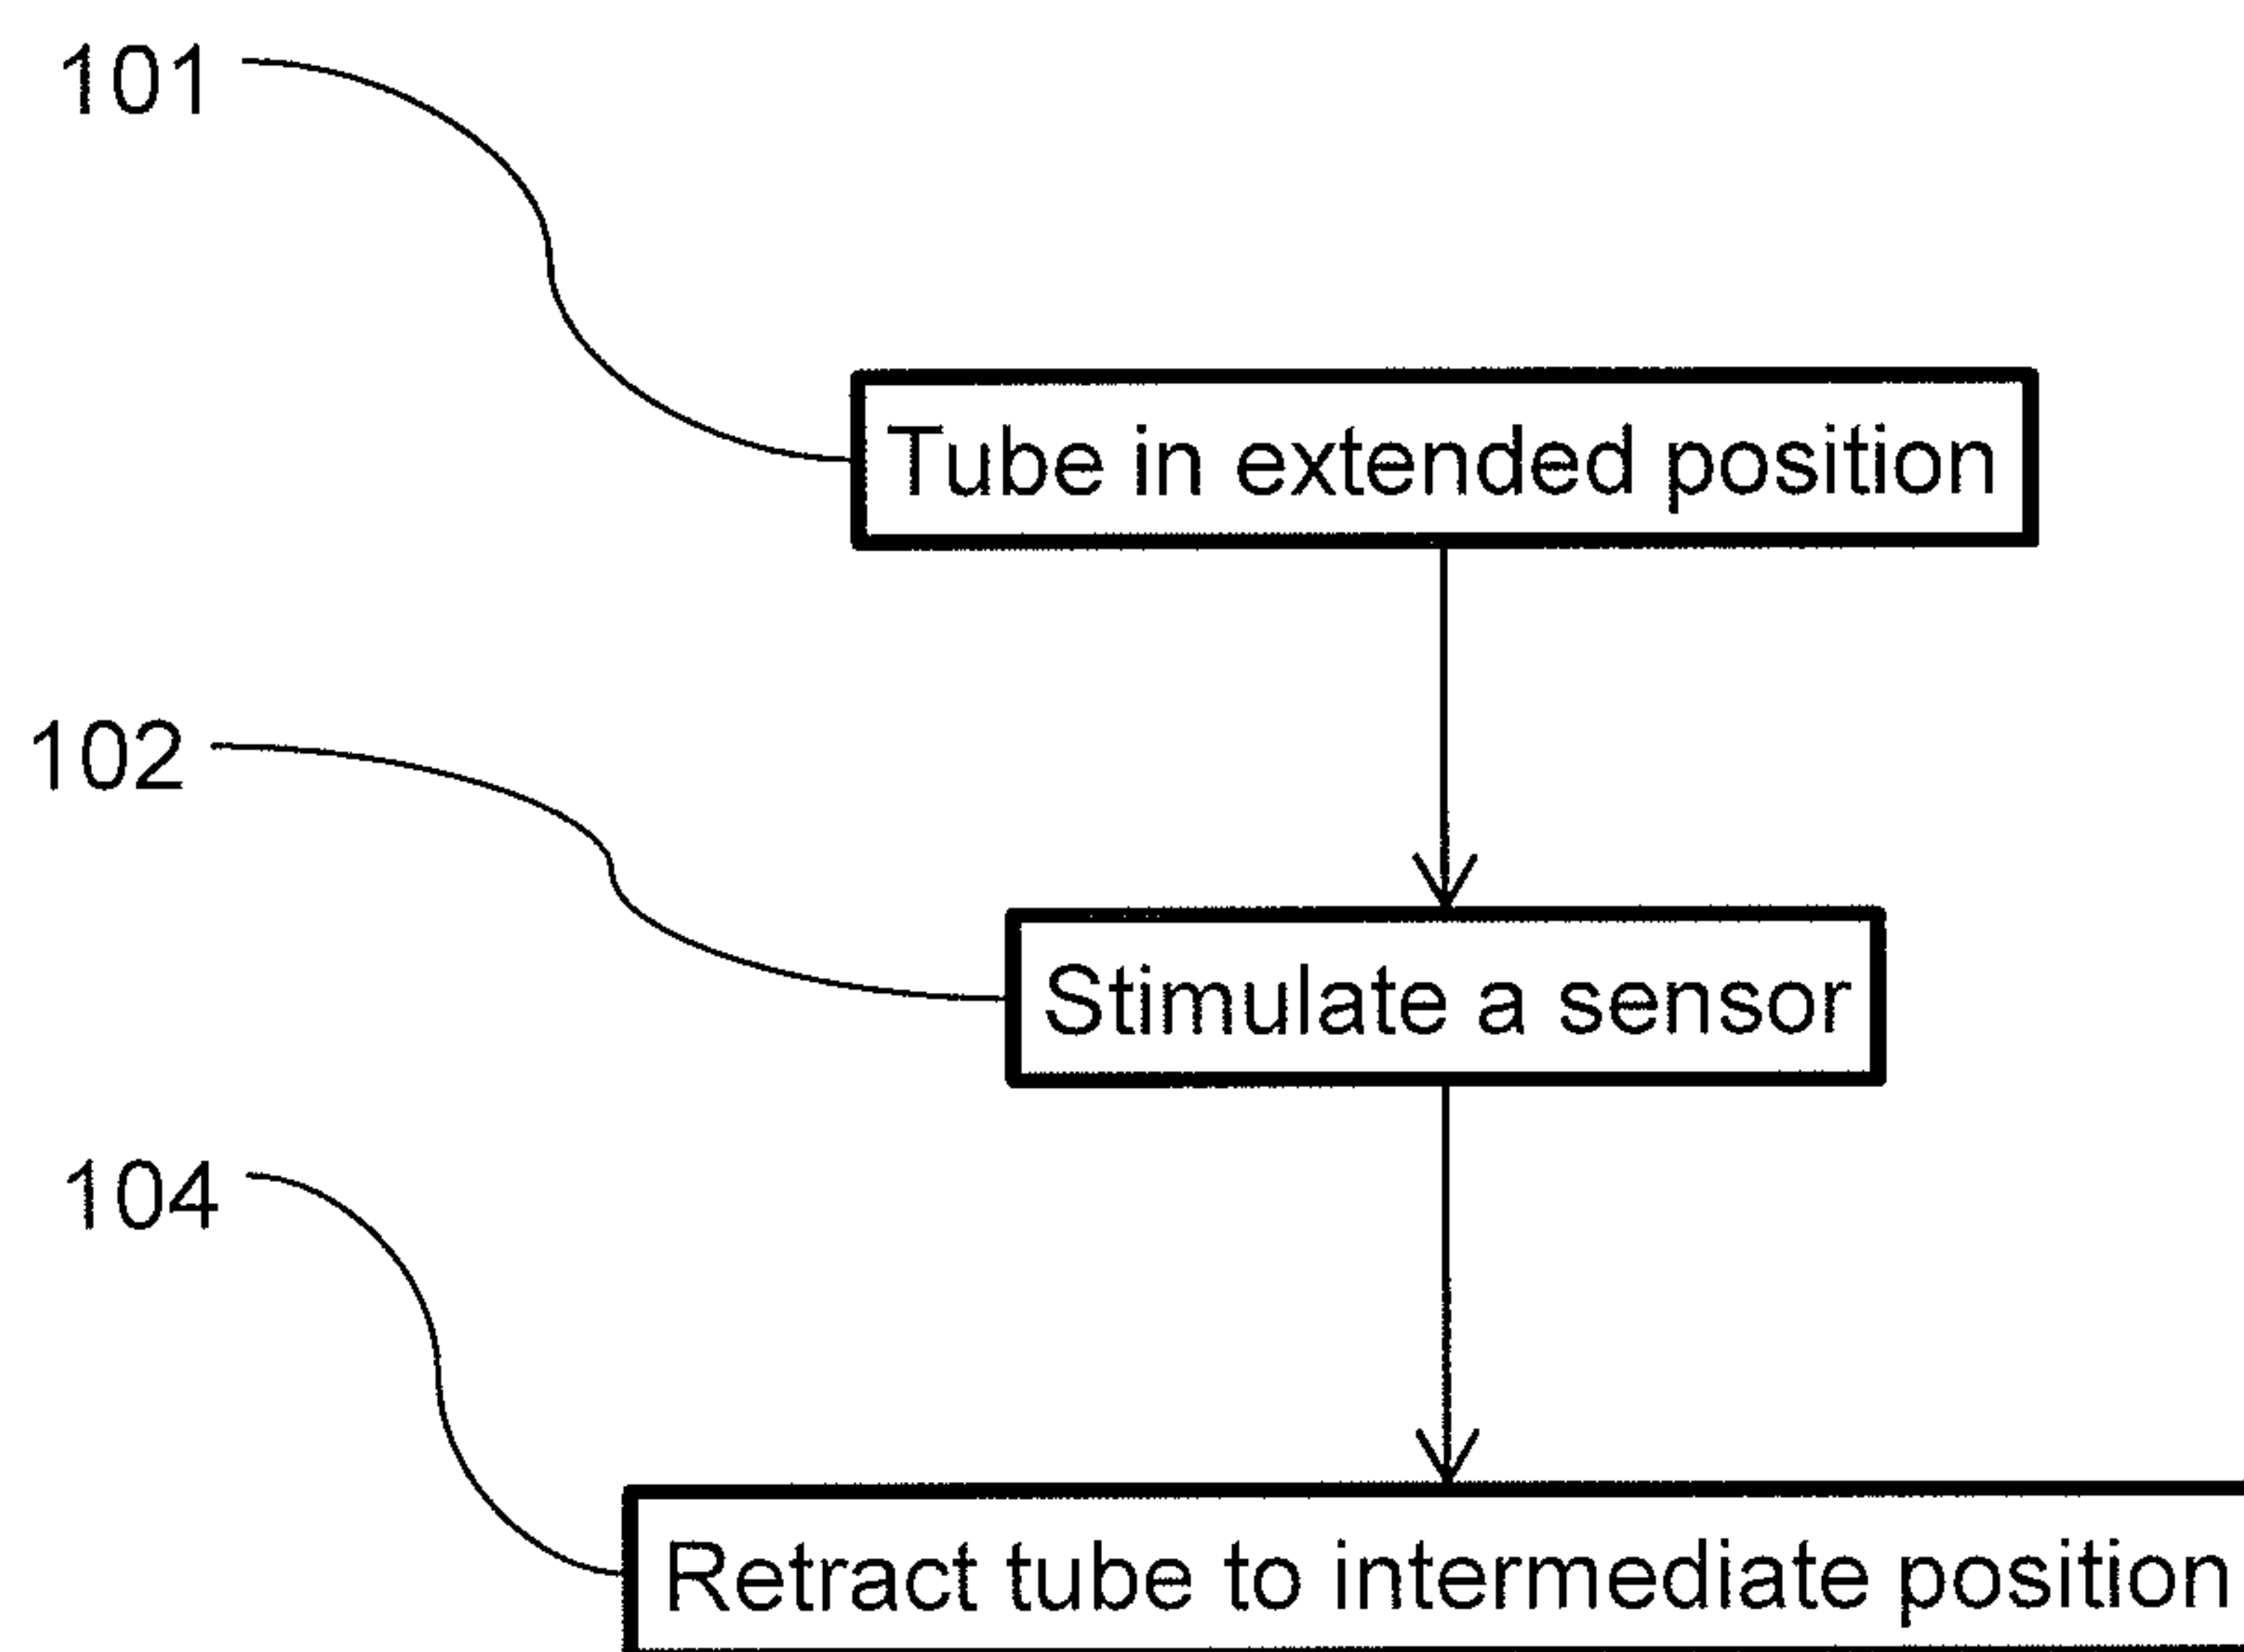 101
Tube in extended position
102
Stimulate a sensor
104
Retract tube to intermediate position